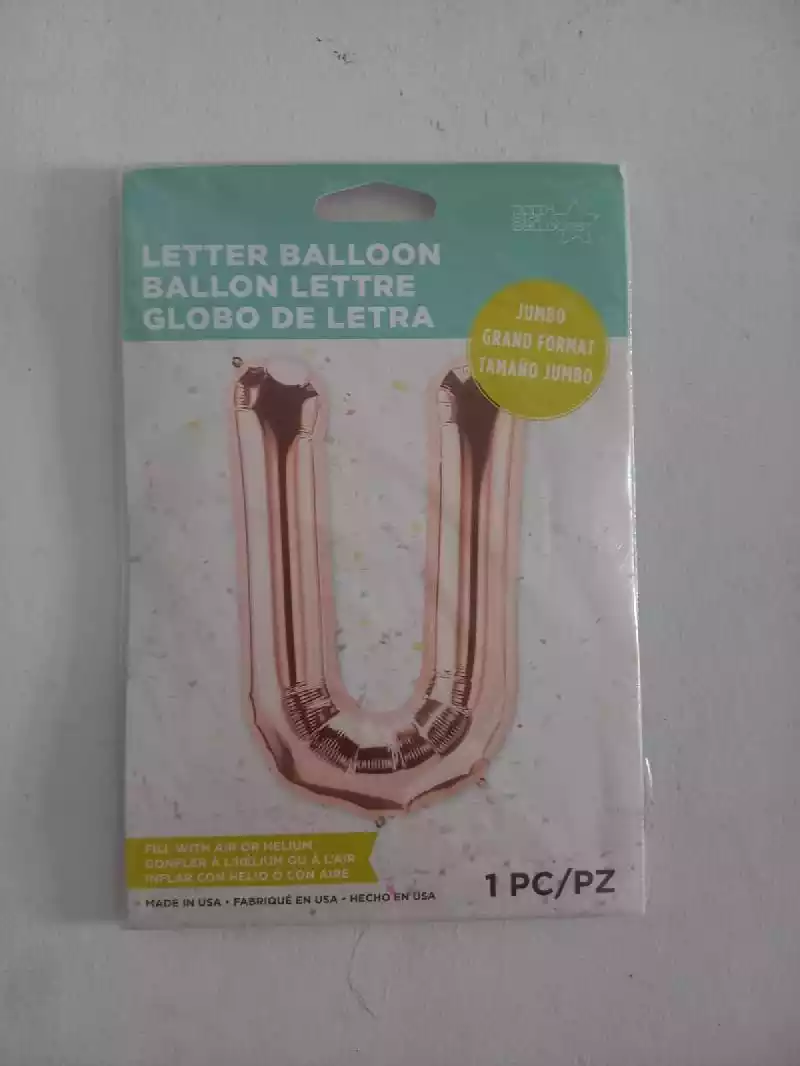 LETTER BALLOON
BALLON LETTRE
GLOBO DE LETRA
JUMBO
GRAND FORMAT
TAMAÑO JUMBO
FILL WITH AIR OR HELIUM
GONFLER À L'HÉLIUM OU À L'AIR
INFLAR CON HELIO O CON AIRE
1 PC/PZ
MADE IN USA • FABRIQUÉ EN USA • HECHO EN USA